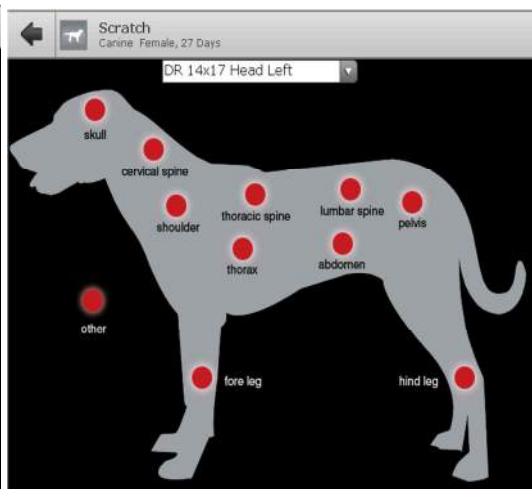 Scratch
Canine Female, 27 Days
DR 14x17 Head Left
skull
cervical spine
shoulder
thoracic spine
lumbar spine
pelvis
thorax
abdomen
other
fore leg
hind leg